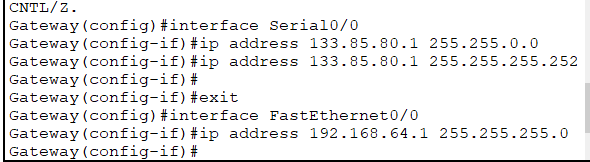 CNTL/Z.
Gateway(config)#interface Serial0/0
Gateway(config-if)#ip address 133.85.80.1 255.255.0.0
Gateway(config-if)#ip address 133.85.80.1 255.255.255.252
Gateway(config-if)#
Gateway(config-if)#exit
Gateway(config)#interface FastEthernet0/0
Gateway(config-if)#ip address 192.168.64.1 255.255.255.0
Gateway(config-if)#